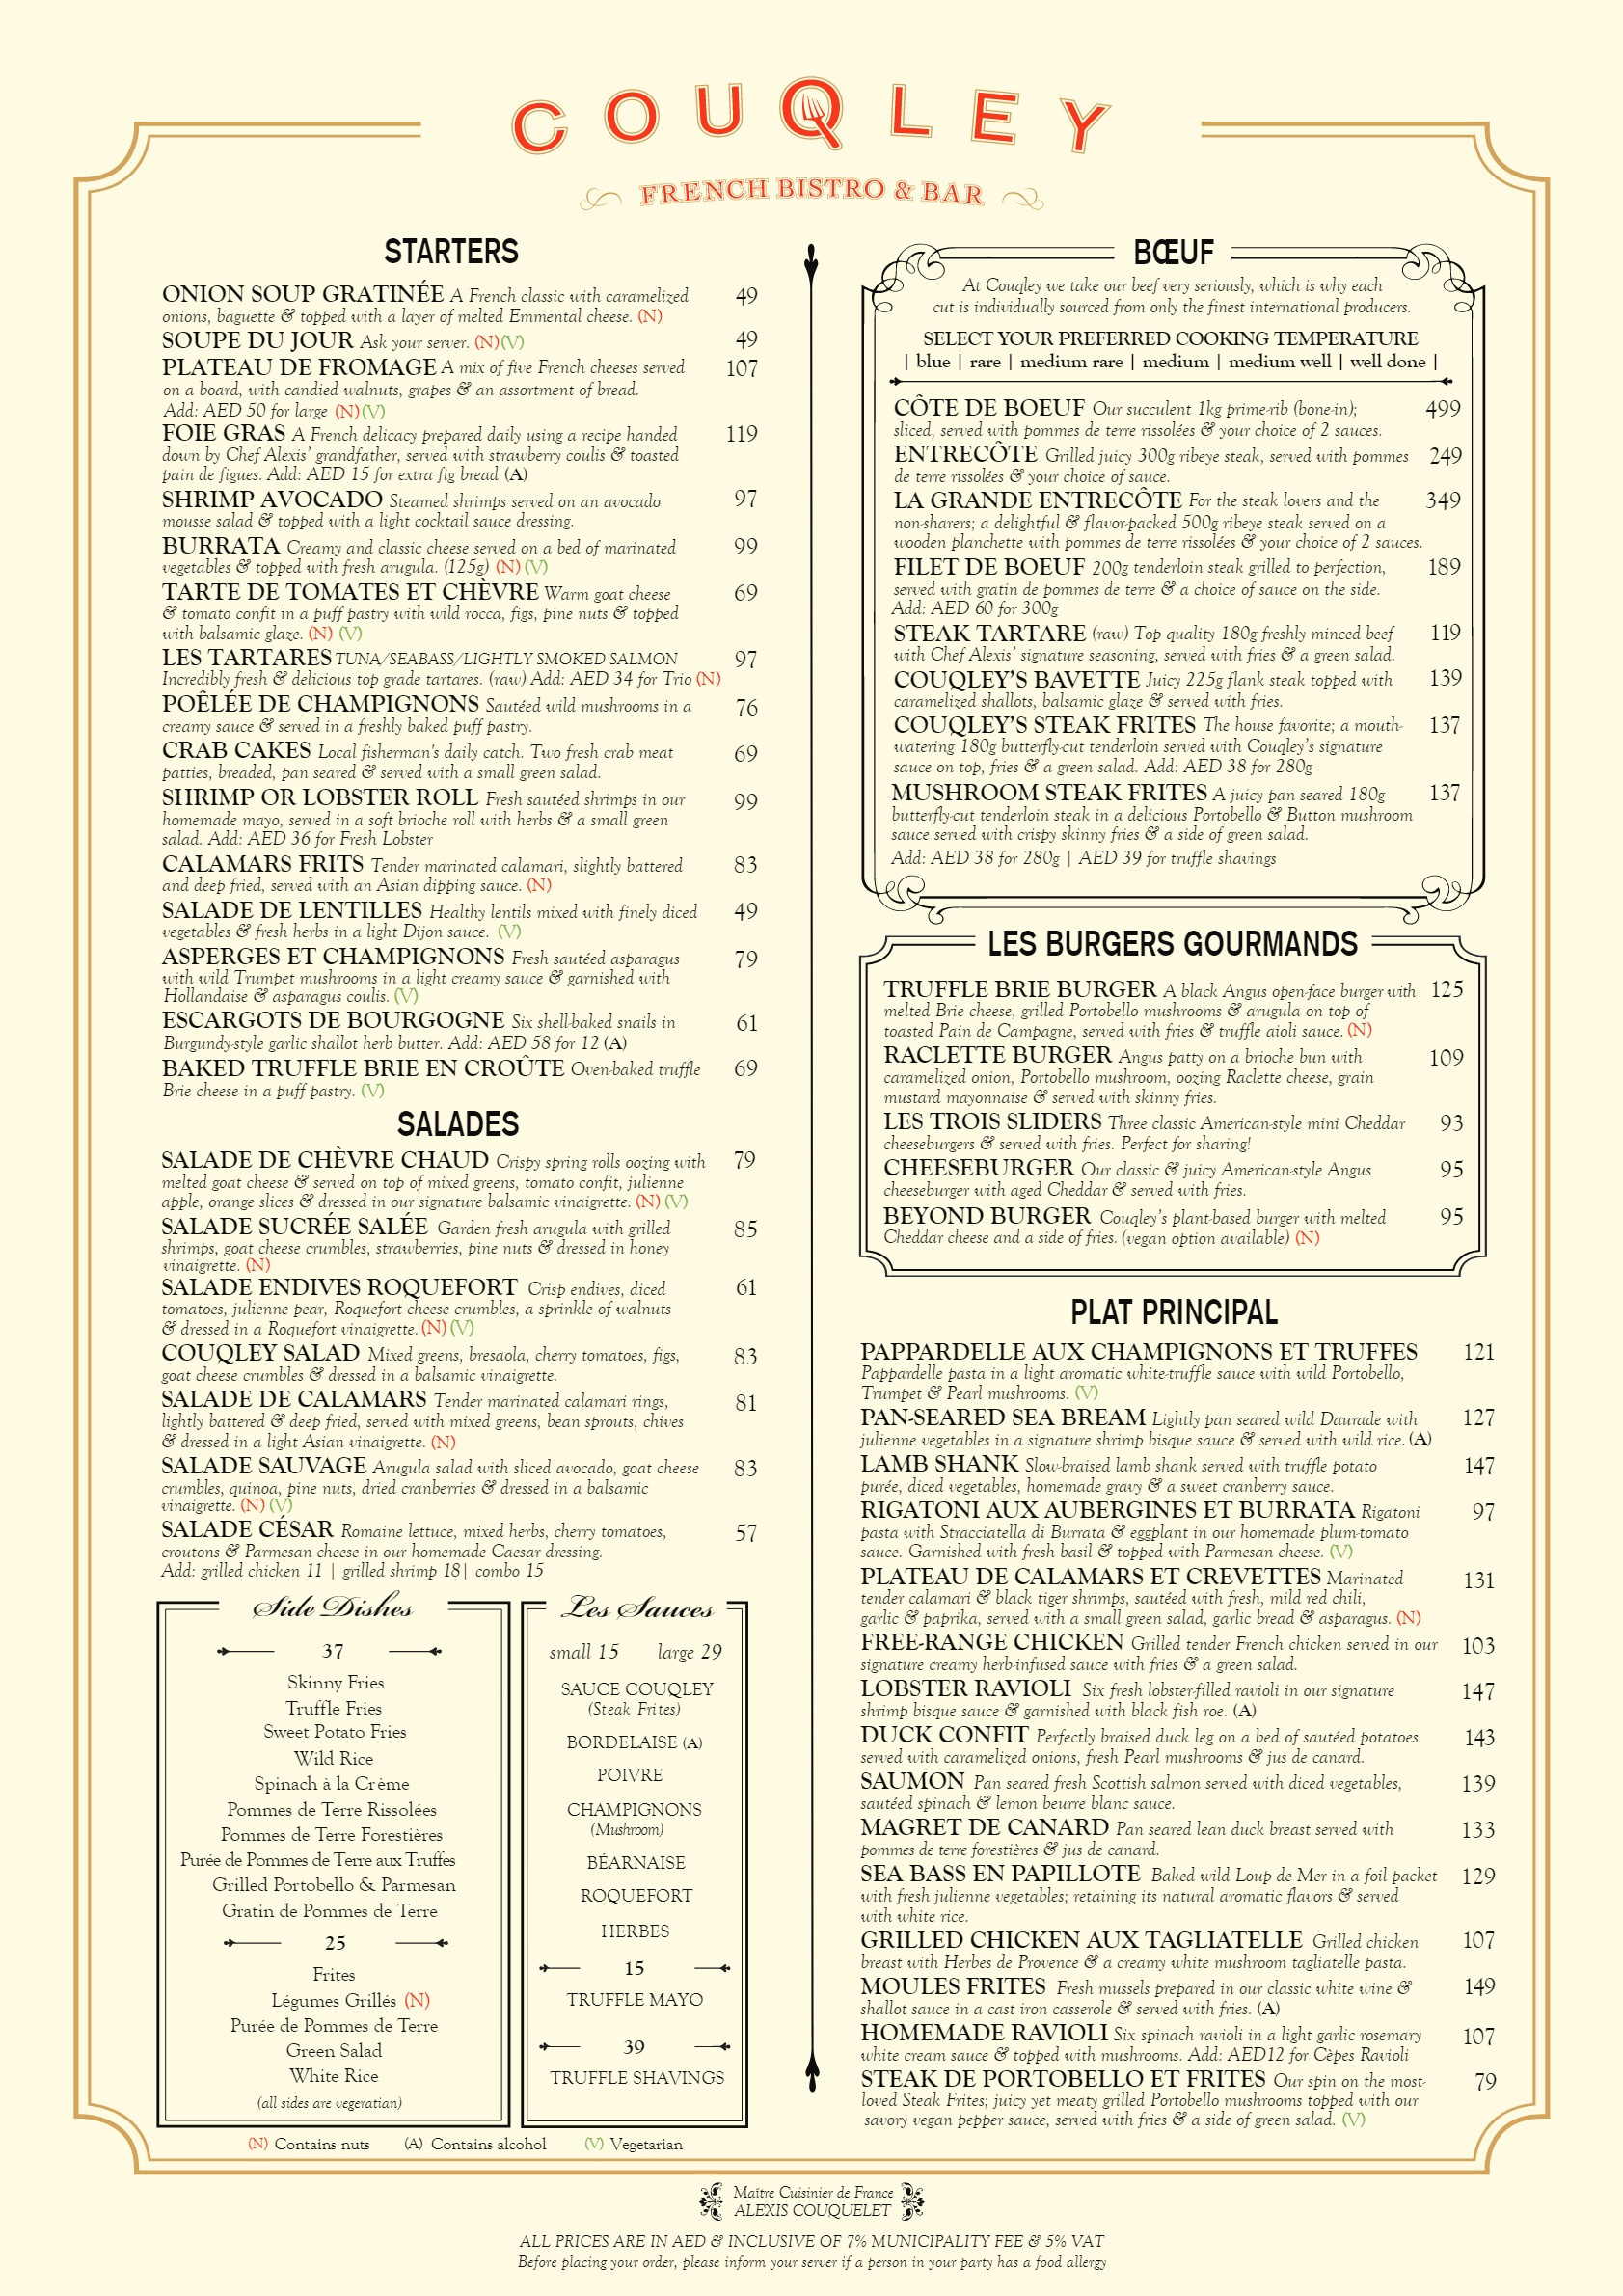 COUQLEY
FRENCH BISTRO & BAR
STARTERS
ONION SOUP GRATINÉE A French classic with caramelized 49
onions, baguette & topped with a layer of melted Emmental cheese. (N)
SOUPE DU JOUR Ask your server. (N)(V) 49
PLATEAU DE FROMAGE A mix of five French cheeses served 107
on a board, with candied walnuts, grapes & an assortment of bread.
Add: AED 50 for large (N)(V)
FOIE GRAS A French delicacy prepared daily using a recipe handed 119
down by Chef Alexis' grandfather, served with strawberry coulis & toasted
pain de figues. Add: AED 15 for extra fig bread (A)
SHRIMP AVOCADO Steamed shrimps served on an avocado 97
mousse salad & topped with a light cocktail sauce dressing.
BURRATA Creamy and classic cheese served on a bed of marinated 99
vegetables & topped with fresh arugula. (125g) (N) (V)
TARTE DE TOMATES ET CHÈVRE Warm goat cheese 69
& tomato confit in a puff pastry with wild rocca, figs, pine nuts & topped
with balsamic glaze. (N) (V)
LES TARTARES TUNA/SEABASS/LIGHTLY SMOKED SALMON 97
Incredibly fresh & delicious top grade tartares. (raw) Add: AED 34 for Trio (N)
POÊLÉE DE CHAMPIGNONS Sautéed wild mushrooms in a 76
creamy sauce & served in a freshly baked puff pastry.
CRAB CAKES Local fisherman's daily catch. Two fresh crab meat 69
patties, breaded, pan seared & served with a small green salad.
SHRIMP OR LOBSTER ROLL Fresh sautéed shrimps in our 99
homemade mayo, served in a soft brioche roll with herbs & a small green
salad. Add: AED 36 for Fresh Lobster
CALAMARS FRITS Tender marinated calamari, slightly battered 83
and deep fried, served with an Asian dipping sauce. (N)
SALADE DE LENTILLES Healthy lentils mixed with finely diced 49
vegetables & fresh herbs in a light Dijon sauce. (V)
ASPERGES ET CHAMPIGNONS Fresh sautéed asparagus 79
with wild Trumpet mushrooms in a light creamy sauce & garnished with
Hollandaise & asparagus coulis. (V)
ESCARGOTS DE BOURGOGNE Six shell-baked snails in 61
Burgundy-style garlic shallot herb butter. Add: AED 58 for 12 (A)
BAKED TRUFFLE BRIE EN CROÛTE Oven-baked truffle 69
Brie cheese in a puff pastry. (V)
SALADES
SALADE DE CHÈVRE CHAUD Crispy spring rolls oozing with 79
melted goat cheese & served on top of mixed greens, tomato confit, julienne
apple, orange slices & dressed in our signature balsamic vinaigrette. (N) (V)
SALADE SUCRÉE SALÉE Garden fresh arugula with grilled 85
shrimps, goat cheese crumbles, strawberries, pine nuts & dressed in honey
vinaigrette. (N)
SALADE ENDIVES ROQUEFORT Crisp endives, diced 61
tomatoes, julienne pear, Roquefort cheese crumbles, a sprinkle of walnuts
& dressed in a Roquefort vinaigrette. (N) (V)
COUQLEY SALAD Mixed greens, bresaola, cherry tomatoes, figs, 83
goat cheese crumbles & dressed in a balsamic vinaigrette.
SALADE DE CALAMARS Tender marinated calamari rings, 81
lightly battered & deep fried, served with mixed greens, bean sprouts, chives
& dressed in a light Asian vinaigrette. (N)
SALADE SAUVAGE Arugula salad with sliced avocado, goat cheese 83
crumbles, quinoa, pine nuts, dried cranberries & dressed in a balsamic
vinaigrette. (N) (V)
SALADE CÉSAR Romaine lettuce, mixed herbs, cherry tomatoes, 57
croutons & Parmesan cheese in our homemade Caesar dressing.
Add: grilled chicken 11 | grilled shrimp 18| combo 15
Side Dishes
37
Skinny Fries
Truffle Fries
Sweet Potato Fries
Wild Rice
Spinach à la Crème
Pommes de Terre Rissolées
Pommes de Terre Forestières
Purée de Pommes de Terre aux Truffes
Grilled Portobello & Parmesan
Gratin de Pommes de Terre
25
Frites
Légumes Grillés (N)
Purée de Pommes de Terre
Green Salad
White Rice
(all sides are vegeratian)
Les Sauces
small 15 large 29
SAUCE COUQLEY
(Steak Frites)
BORDELAISE (A)
POIVRE
CHAMPIGNONS
(Mushroom)
BÉARNAISE
ROQUEFORT
HERBES
15
TRUFFLE MAYO
39
TRUFFLE SHAVINGS
(N) Contains nuts (A) Contains alcohol (V) Vegetarian
BŒUF
At Couqley we take our beef very seriously, which is why each
cut is individually sourced from only the finest international producers.
SELECT YOUR PREFERRED COOKING TEMPERATURE
| blue | rare | medium rare | medium | medium well | well done |
CÔTE DE BOEUF Our succulent 1kg prime-rib (bone-in); 499
sliced, served with pommes de terre rissolées & your choice of 2 sauces.
ENTRECÔTE Grilled juicy 300g ribeye steak, served with pommes 249
de terre rissolées & your choice of sauce.
LA GRANDE ENTRECÔTE For the steak lovers and the 349
non-sharers; a delightful & flavor-packed 500g ribeye steak served on a
wooden planchette with pommes de terre rissolées & your choice of 2 sauces.
FILET DE BOEUF 200g tenderloin steak grilled to perfection, 189
served with gratin de pommes de terre & a choice of sauce on the side.
Add: AED 60 for 300g
STEAK TARTARE (raw) Top quality 180g freshly minced beef 119
with Chef Alexis' signature seasoning, served with fries & a green salad.
COUQLEY'S BAVETTE Juicy 225g flank steak topped with 139
caramelized shallots, balsamic glaze & served with fries.
COUQLEY'S STEAK FRITES The house favorite; a mouth- 137
watering 180g butterfly-cut tenderloin served with Couqley's signature
sauce on top, fries & a green salad. Add: AED 38 for 280g
MUSHROOM STEAK FRITES A juicy pan seared 180g 137
butterfly-cut tenderloin steak in a delicious Portobello & Button mushroom
sauce served with crispy skinny fries & a side of green salad.
Add: AED 38 for 280g | AED 39 for truffle shavings
LES BURGERS GOURMANDS
TRUFFLE BRIE BURGER A black Angus open-face burger with 125
melted Brie cheese, grilled Portobello mushrooms & arugula on top of
toasted Pain de Campagne, served with fries & truffle aioli sauce. (N)
RACLETTE BURGER Angus patty on a brioche bun with 109
caramelized onion, Portobello mushroom, oozing Raclette cheese, grain
mustard mayonnaise & served with skinny fries.
LES TROIS SLIDERS Three classic American-style mini Cheddar 93
cheeseburgers & served with fries. Perfect for sharing!
CHEESEBURGER Our classic & juicy American-style Angus 95
cheeseburger with aged Cheddar & served with fries.
BEYOND BURGER Couqley's plant-based burger with melted 95
Cheddar cheese and a side of fries. (vegan option available) (N)
PLAT PRINCIPAL
PAPPARDELLE AUX CHAMPIGNONS ET TRUFFES 121
Pappardelle pasta in a light aromatic white-truffle sauce with wild Portobello,
Trumpet & Pearl mushrooms. (V)
PAN-SEARED SEA BREAM Lightly pan seared wild Daurade with 127
julienne vegetables in a signature shrimp bisque sauce & served with wild rice. (A)
LAMB SHANK Slow-braised lamb shank served with truffle potato 147
purée, diced vegetables, homemade gravy & a sweet cranberry sauce.
RIGATONI AUX AUBERGINES ET BURRATA Rigatoni 97
pasta with Stracciatella di Burrata & eggplant in our homemade plum-tomato
sauce. Garnished with fresh basil & topped with Parmesan cheese. (V)
PLATEAU DE CALAMARS ET CREVETTES Marinated 131
tender calamari & black tiger shrimps, sautéed with fresh, mild red chili,
garlic & paprika, served with a small green salad, garlic bread & asparagus. (N)
FREE-RANGE CHICKEN Grilled tender French chicken served in our 103
signature creamy herb-infused sauce with fries & a green salad.
LOBSTER RAVIOLI Six fresh lobster-filled ravioli in our signature 147
shrimp bisque sauce & garnished with black fish roe. (A)
DUCK CONFIT Perfectly braised duck leg on a bed of sautéed potatoes 143
served with caramelized onions, fresh Pearl mushrooms & jus de canard.
SAUMON Pan seared fresh Scottish salmon served with diced vegetables, 139
sautéed spinach & lemon beurre blanc sauce.
MAGRET DE CANARD Pan seared lean duck breast served with 133
pommes de terre forestières & jus de canard.
SEA BASS EN PAPILLOTE Baked wild Loup de Mer in a foil packet 129
with fresh julienne vegetables; retaining its natural aromatic flavors & served
with white rice.
GRILLED CHICKEN AUX TAGLIATELLE Grilled chicken 107
breast with Herbes de Provence & a creamy white mushroom tagliatelle pasta.
MOULES FRITES Fresh mussels prepared in our classic white wine & 149
shallot sauce in a cast iron casserole & served with fries. (A)
HOMEMADE RAVIOLI Six spinach ravioli in a light garlic rosemary 107
white cream sauce & topped with mushrooms. Add: AED12 for Cèpes Ravioli
STEAK DE PORTOBELLO ET FRITES Our spin on the most- 79
loved Steak Frites; juicy yet meaty grilled Portobello mushrooms topped with our
savory vegan pepper sauce, served with fries & a side of green salad. (V)
Maître Cuisinier de France
ALEXIS COUQUELET
ALL PRICES ARE IN AED & INCLUSIVE OF 7% MUNICIPALITY FEE & 5% VAT
Before placing your order, please inform your server if a person in your party has a food allergy